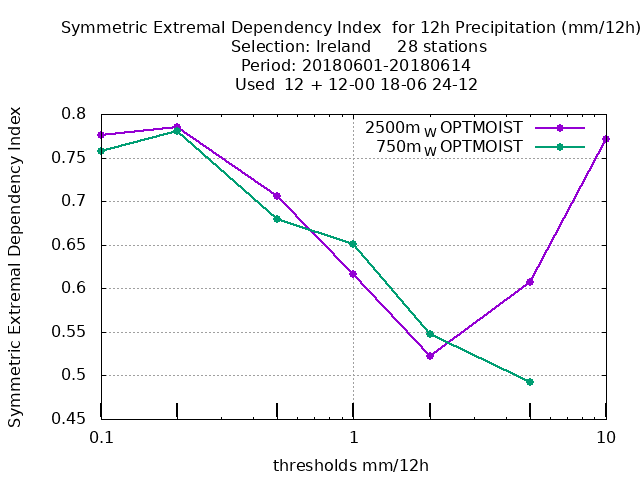 Symmetric Extremal Dependency Index  for 12h Precipitation (mm/12h)
Selection: Ireland     28 stations
Period: 20180601-20180614
Used  12 + 12-00 18-06 24-12
Symmetric Extremal Dependency Index
0.8
0.75
0.7
0.65
0.6
0.55
0.5
0.45
2500m W OPTMOIST
750m W OPTMOIST
0.1 1 10
thresholds mm/12h